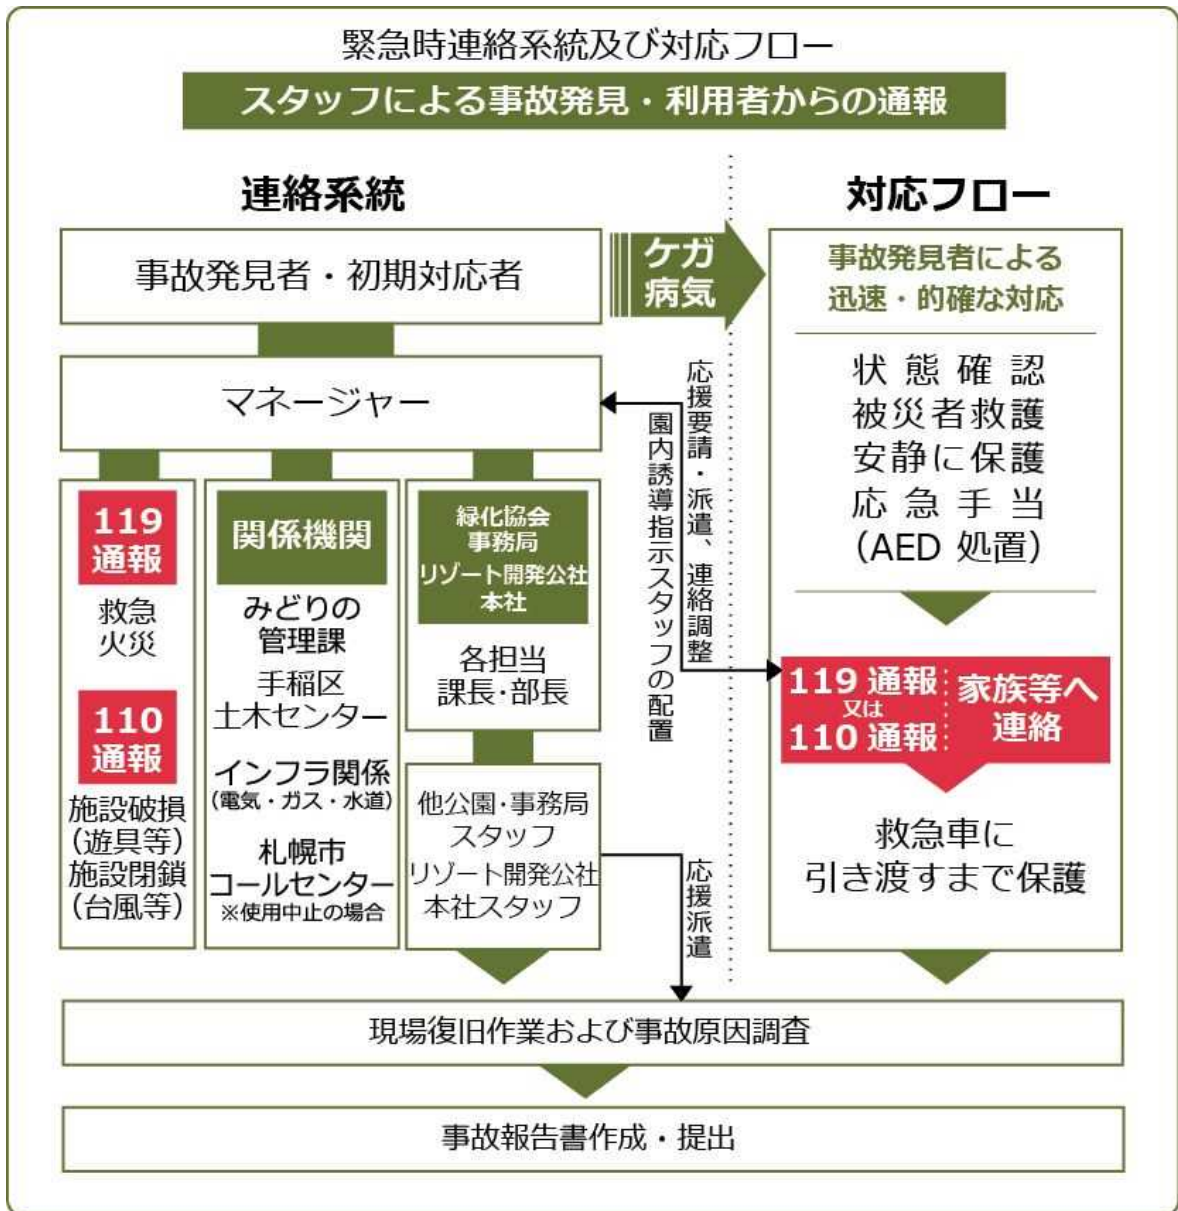 緊急時連絡系統及び対応フロー
スタッフによる事故発見・利用者からの通報
連絡系統
事故発見者・初期対応者
マネージャー
119
通報
救急
火災
110
通報
施設破損
(遊具等)
施設閉鎖
(台風等)
関係機関
みどりの
管理課
手稲区
土木センター
インフラ関係
(電気・ガス・水道)
札幌市
コールセンター
※使用中止の場合
緑化協会
事務局
リゾート開発公社
本社
各担当
課長・部長
他公園・事務局
スタッフ
リゾート開発公社
本社スタッフ
ケガ
病気
応援要請・派遣、連絡調整
園内誘導指示スタッフの配置
応援派遣
対応フロー
事故発見者による
迅速・的確な対応
状態確認
被災者救護
安静に保護
応急手当
(AED 処置)
119 通報
又は
110 通報
家族等へ
連絡
救急車に
引き渡すまで保護
現場復旧作業および事故原因調査
事故報告書作成・提出